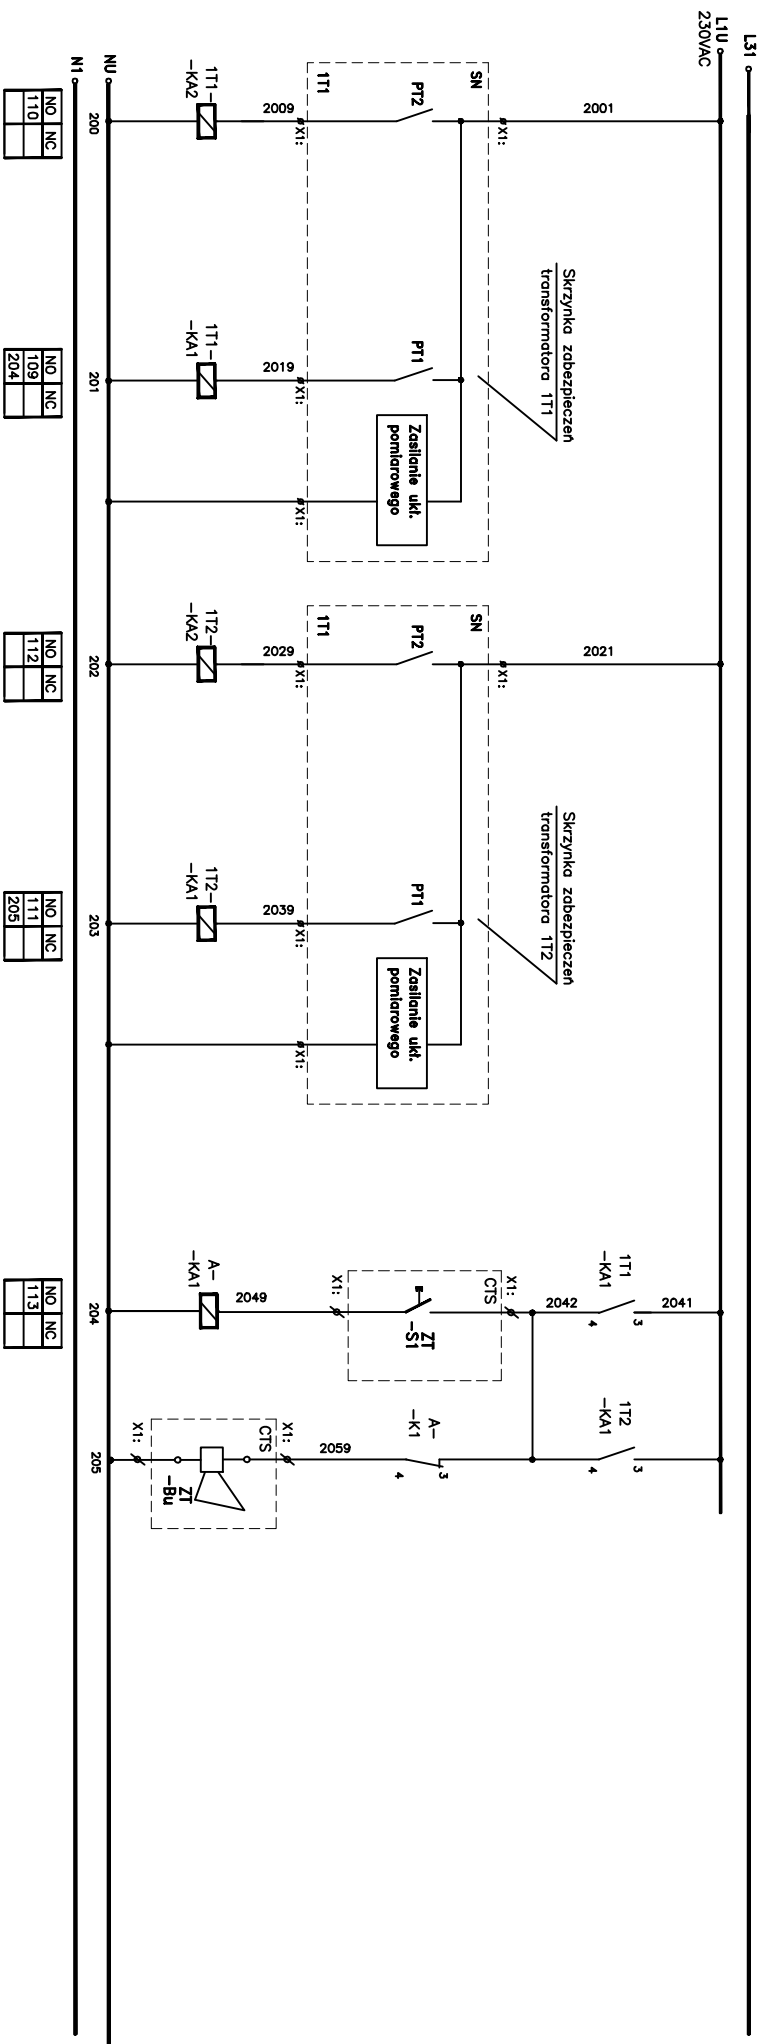 L31
L1U
230VAC
NU
N1
2001
X1:
SN
PT2
1T1
X1:
2009
1T1-
-KA2
200
NO NC
110
Skrzynka zabezpieczeń
transformatora 1T1
PT1
Zasilanie ukł.
pomiarowego
X1:
X1:
2019
1T1-
-KA1
201
NO NC
109
204
2021
X1:
SN
PT2
1T1
X1:
2029
1T2-
-KA2
202
NO NC
112
Skrzynka zabezpieczeń
transformatora 1T2
PT1
Zasilanie ukł.
pomiarowego
X1:
X1:
2039
1T2-
-KA1
203
NO NC
111
205
2041
1T1
-KA1
3
4
2042
X1:
CTS
ZT
-S1
X1:
2049
A-
-KA1
204
NO NC
113
1T2
-KA1
3
4
A-
-K1
3
4
2059
X1:
CTS
ZT
-Bu
X1:
205